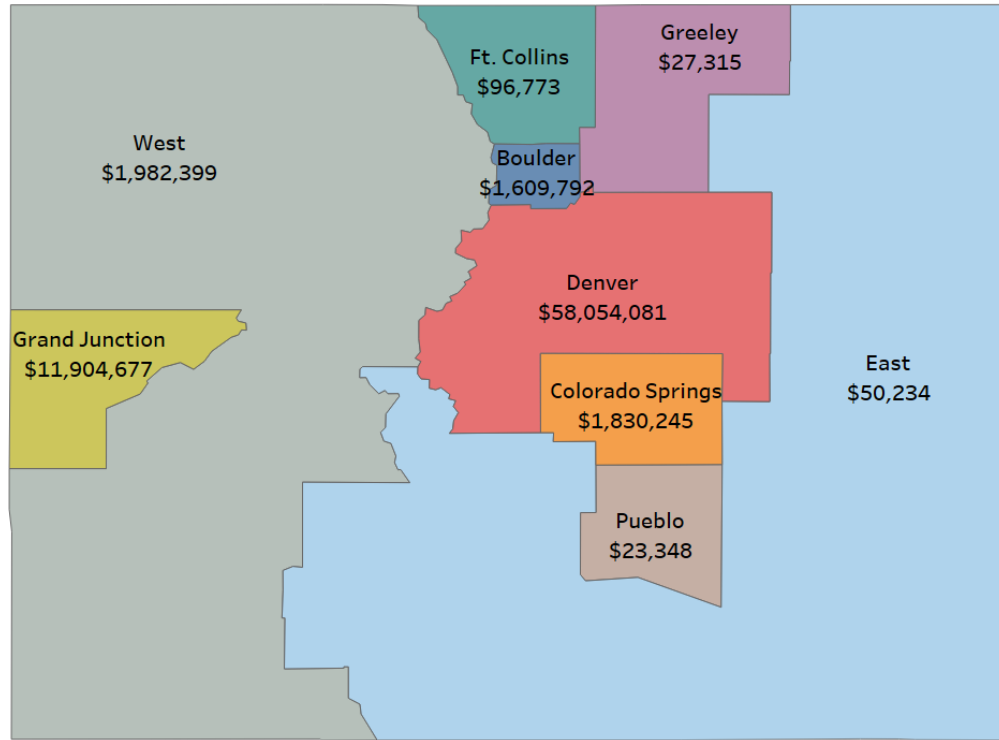 Greeley
$27,315
Ft. Collins
$96,773
West
$1,982,399
Boulder
$1,609,792
Denver
$58,054,081
Grand Junction
$11,904,677
East
$50,234
Colorado Springs
$1,830,245
Pueblo
$23,348